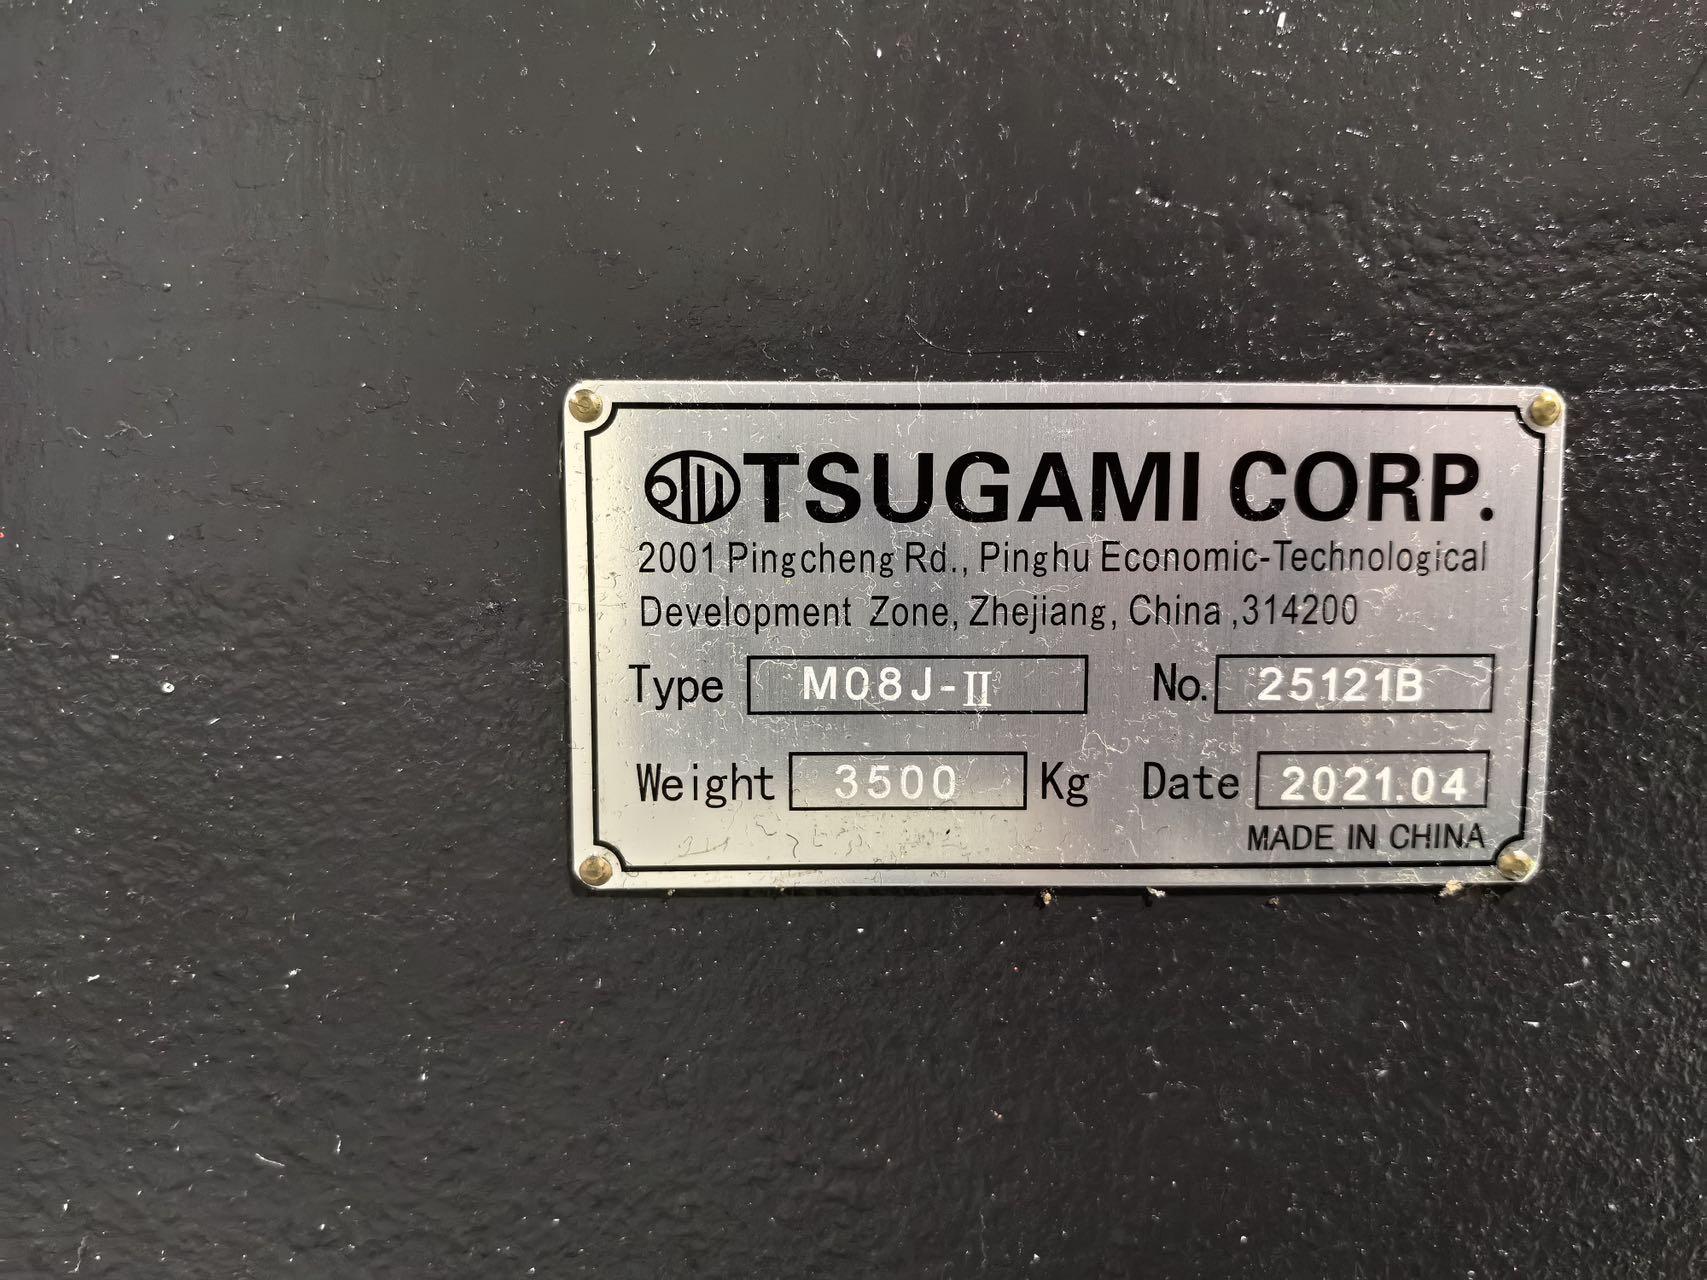 TSUGAMI CORP.
2001 Pingcheng Rd., Pinghu Economic-Technological
Development Zone, Zhejiang, China ,314200
Type M08J-Ⅱ No. 25121B
Weight 3500 Kg Date 2021.04
MADE IN CHINA